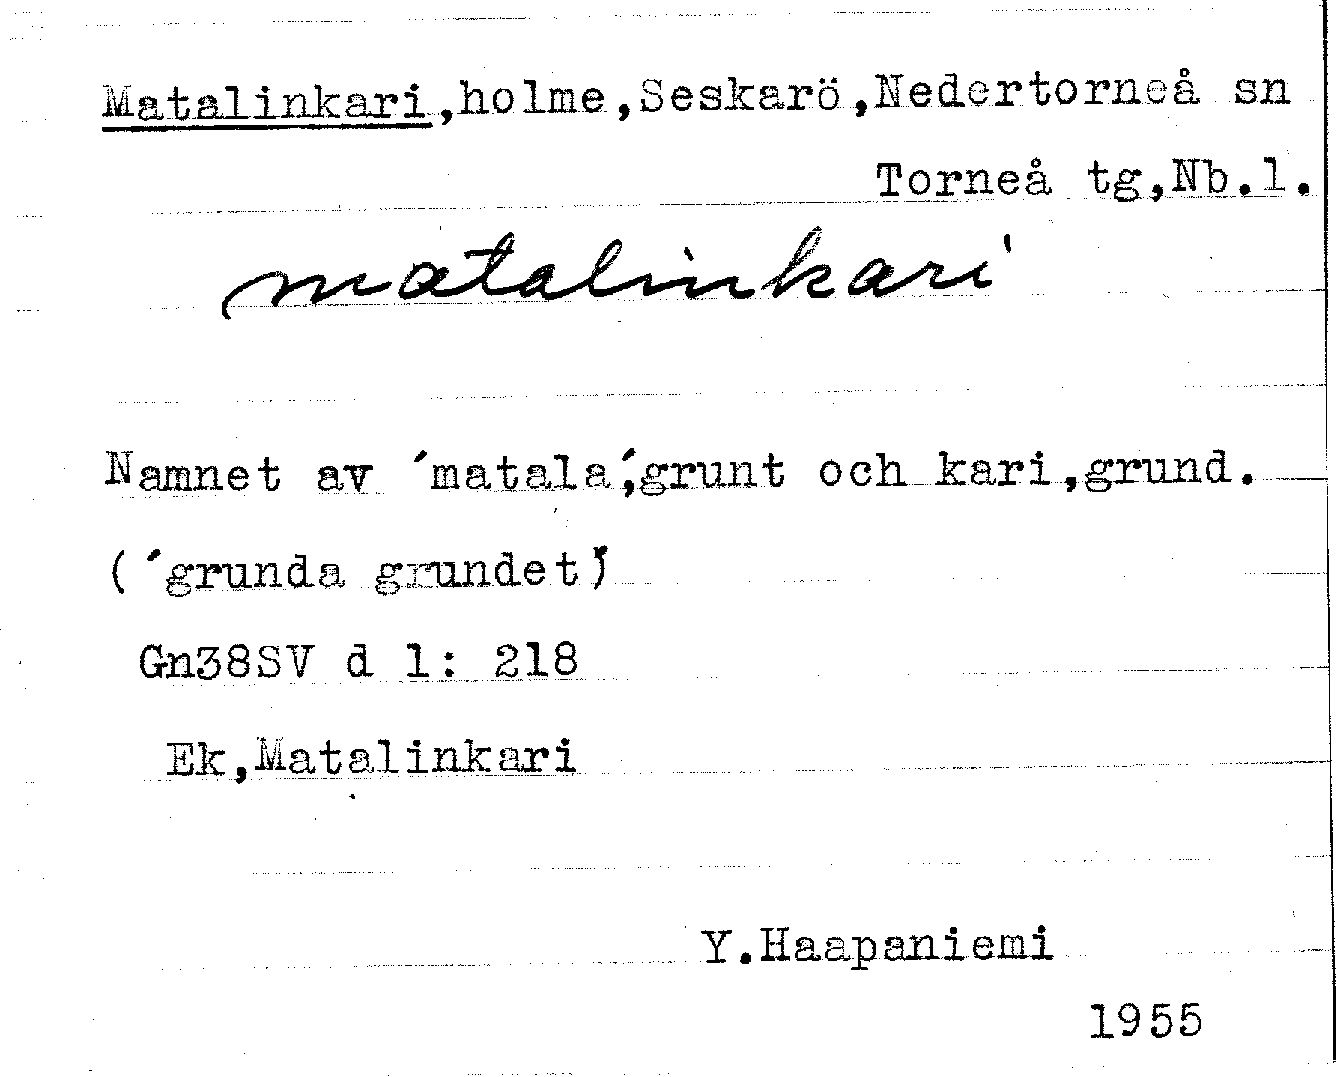 Matalinkari,holme,Seskarö,Nedertorneå sn
Torneå tg,Nb.l.
matalinkari
Namnet av ´matala´,grunt och kari,grund.
(´grunda grundet´)
Gn38SV d 1: 218
Ek,Matalinkari
Y.Haapaniemi
1955